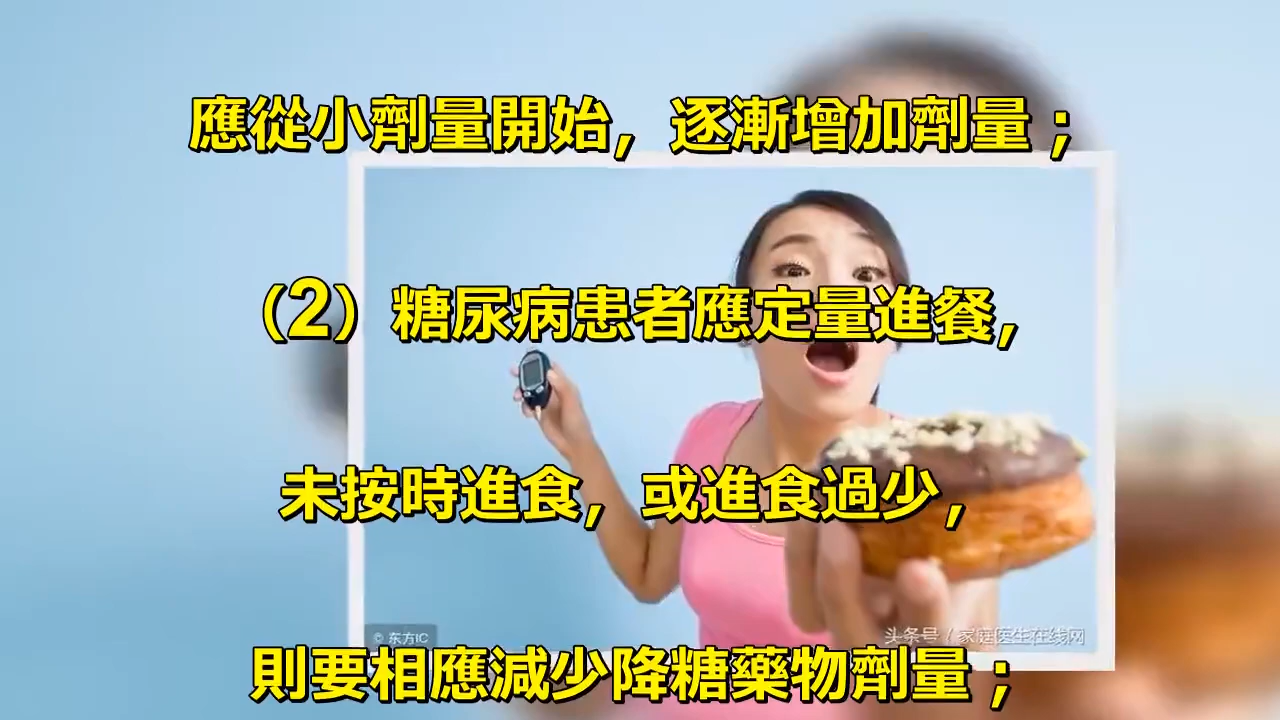 應從小劑量開始，逐漸增加劑量；
（2）糖尿病患者應定量進餐，
未按時進食，或進食過少，
© 东方IC
头条号 / 家庭医生在线网
則要相應減少降糖藥物劑量；